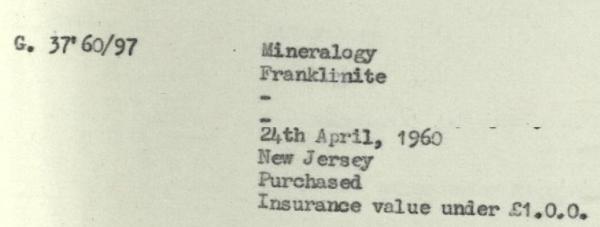 G. 37'60/97
Mineralogy
Franklinite
-
-
24th April, 1960
New Jersey
Purchased
Insurance value under £1.0.0.